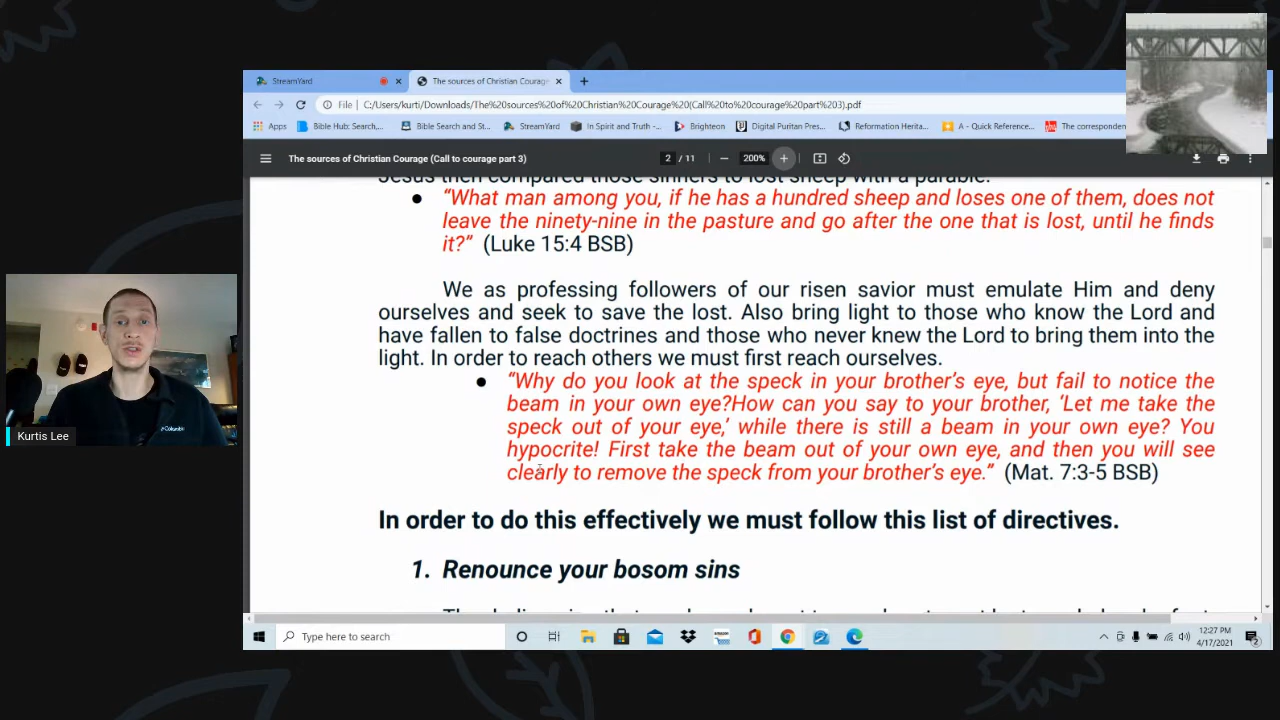 StreamYard
The sources of Christian Courage
File
C:/Users/kurti/Downloads/The%20sources%20of%20Christian%20Courage%20(Call%20to%20courage%20part%203).pdf
Apps
Bible Hub: Search,...
Bible Search and St...
StreamYard
In Spirit and Truth -...
Brighteon
Digital Puritan Pres...
Reformation Herita...
A - Quick Reference...
The corresponden
The sources of Christian Courage (Call to courage part 3)
2 / 11
200%
Jesus then compared those sinners to lost sheep with a parable.
• “What man among you, if he has a hundred sheep and loses one of them, does not
leave the ninety-nine in the pasture and go after the one that is lost, until he finds
it?” (Luke 15:4 BSB)
We as professing followers of our risen savior must emulate Him and deny
ourselves and seek to save the lost. Also bring light to those who know the Lord and
have fallen to false doctrines and those who never knew the Lord to bring them into the
light. In order to reach others we must first reach ourselves.
• “Why do you look at the speck in your brother’s eye, but fail to notice the
beam in your own eye?How can you say to your brother, ‘Let me take the
speck out of your eye,’ while there is still a beam in your own eye? You
hypocrite! First take the beam out of your own eye, and then you will see
clearly to remove the speck from your brother’s eye.” (Mat. 7:3-5 BSB)
In order to do this effectively we must follow this list of directives.
1. Renounce your bosom sins
Kurtis Lee
Columbia
Type here to search
12:27 PM
4/17/2021